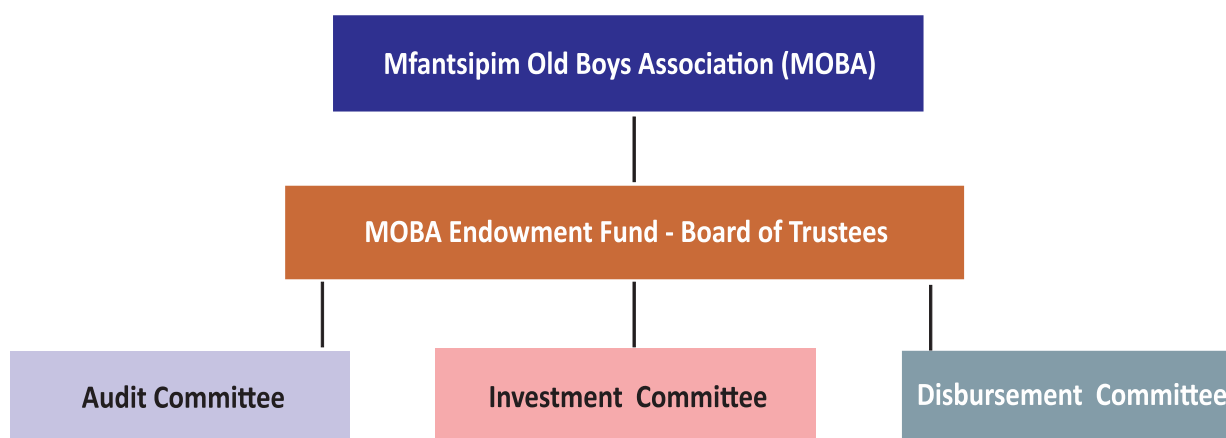 Mfantsipim Old Boys Association (MOBA)
MOBA Endowment Fund - Board of Trustees
Audit Committee
Investment Committee
Disbursement Committee